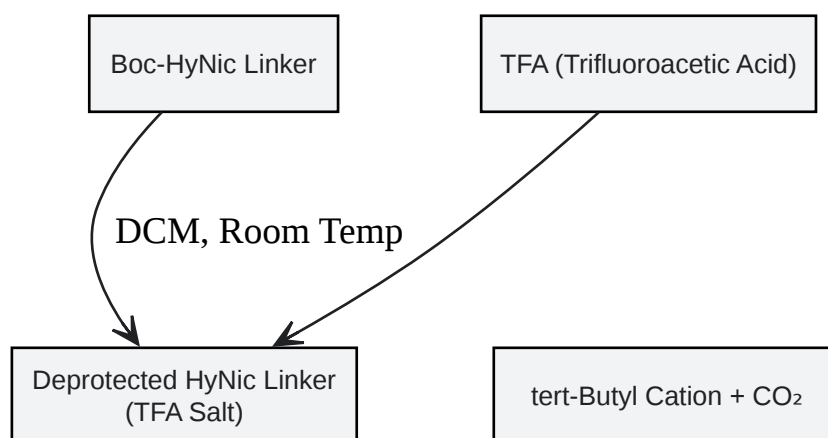 Boc-HyNic Linker
TFA (Trifluoroacetic Acid)
DCM, Room Temp
Deprotected HyNic Linker
(TFA Salt)
tert-Butyl Cation + CO₂